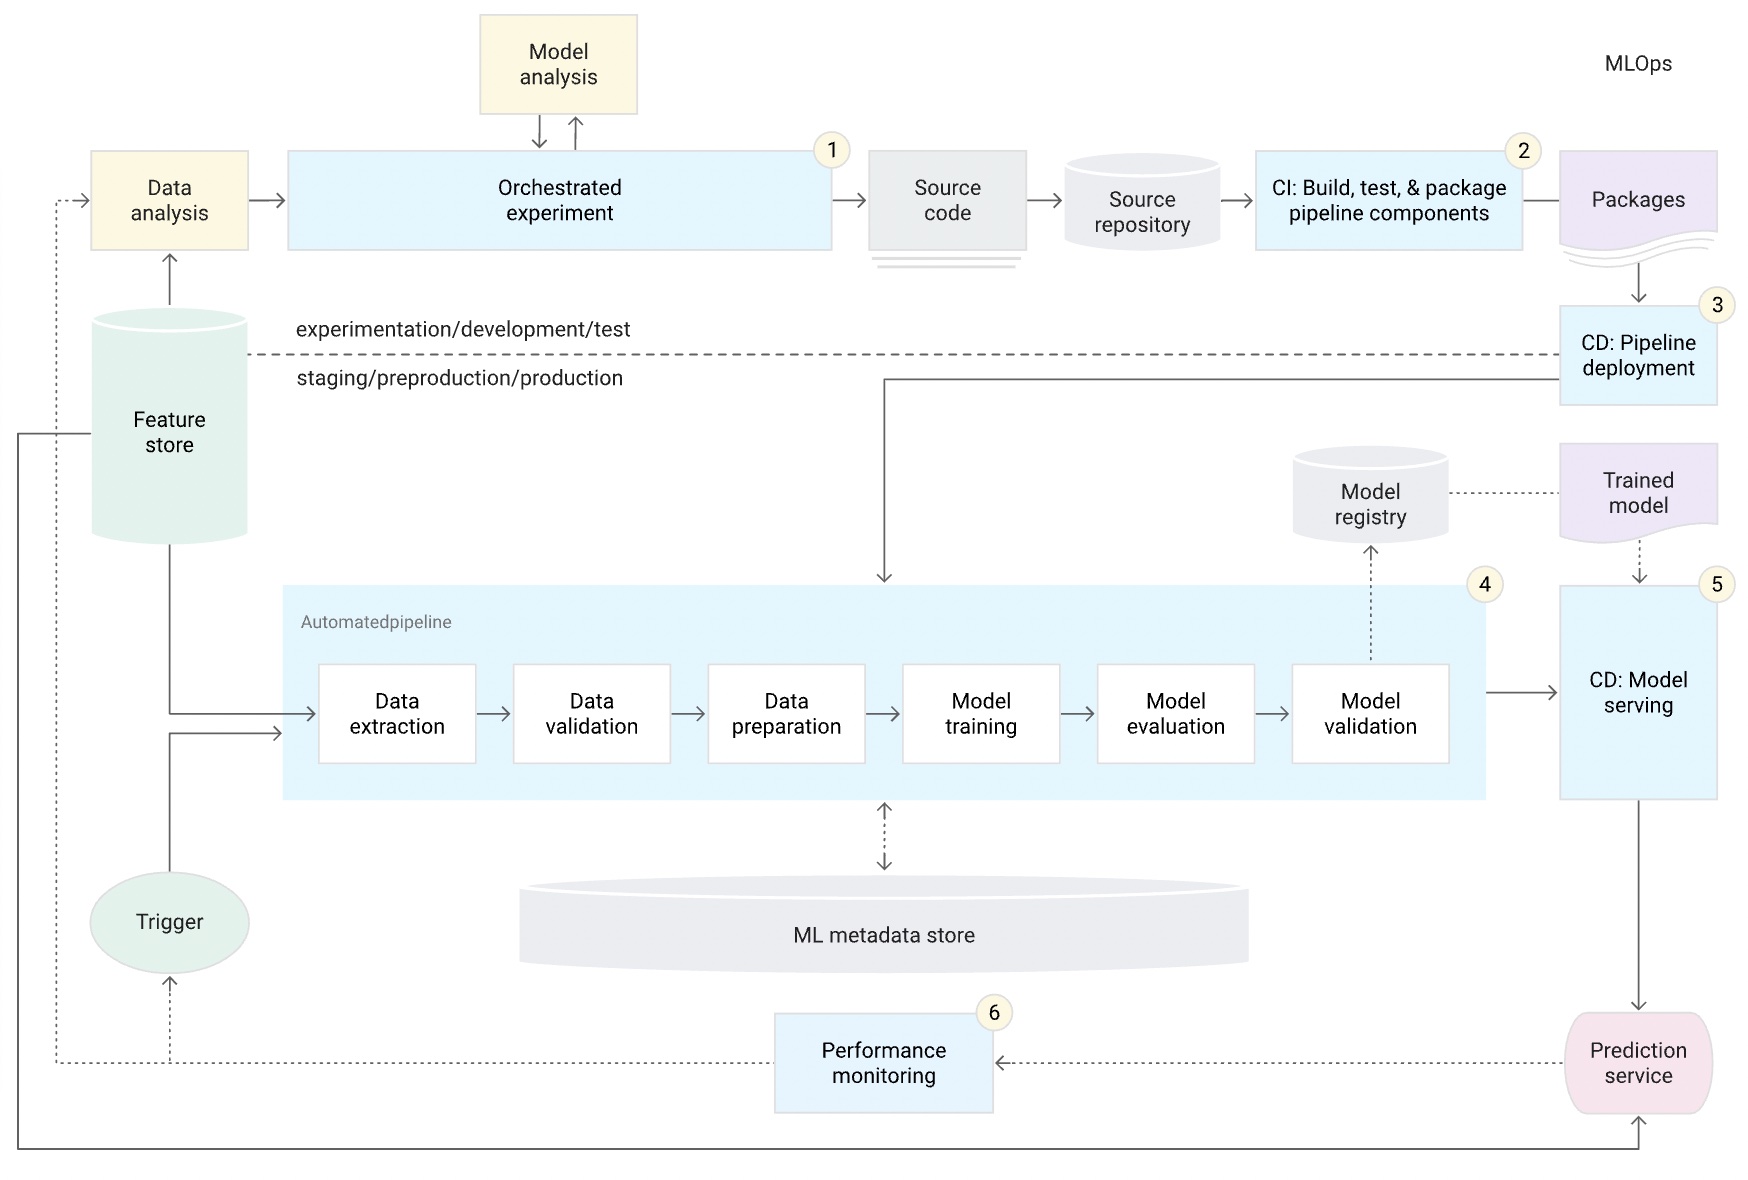 Model
analysis
MLOps
1
2
Data
analysis
Orchestrated
experiment
Source
code
Source
repository
CI: Build, test, & package
pipeline components
Packages
3
experimentation/development/test
staging/preproduction/production
CD: Pipeline
deployment
Feature
store
Model
registry
Trained
model
4
5
Automatedpipeline
Data
extraction
Data
validation
Data
preparation
Model
training
Model
evaluation
Model
validation
CD: Model
serving
Trigger
ML metadata store
6
Performance
monitoring
Prediction
service